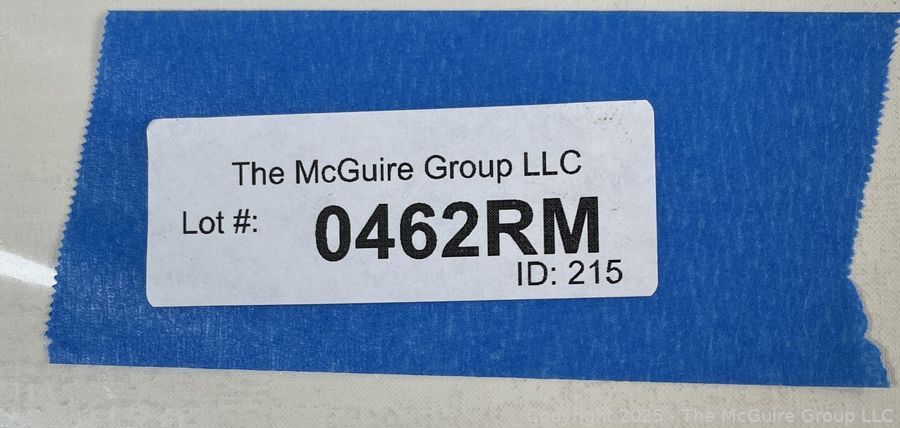 The McGuire Group LLC
Lot #: 0462RM
ID: 215
Copyright 2025 - The McGuire Group LLC